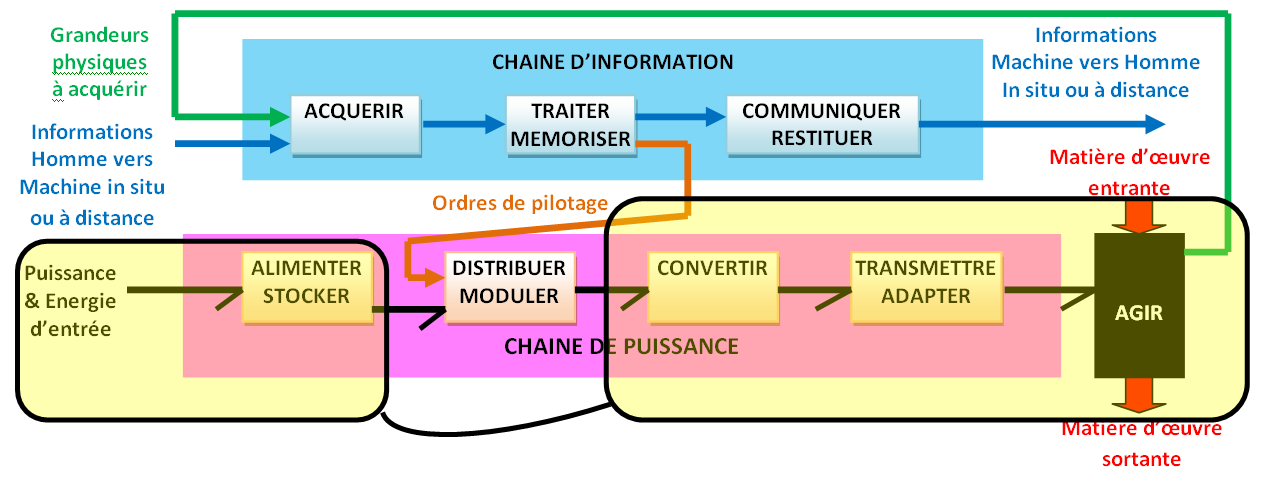 Grandeurs
physiques
à acquérir
Informations
Homme vers
Machine in situ
ou à distance
CHAINE D’INFORMATION
ACQUERIR
TRAITER
MEMORISER
COMMUNIQUER
RESTITUER
Informations
Machine vers Homme
In situ ou à distance
Matière d’œuvre
entrante
Ordres de pilotage
Puissance
& Energie
d’entrée
ALIMENTER
STOCKER
DISTRIBUER
MODULER
CONVERTIR
TRANSMETTRE
ADAPTER
AGIR
CHAINE DE PUISSANCE
Matière d’œuvre
sortante